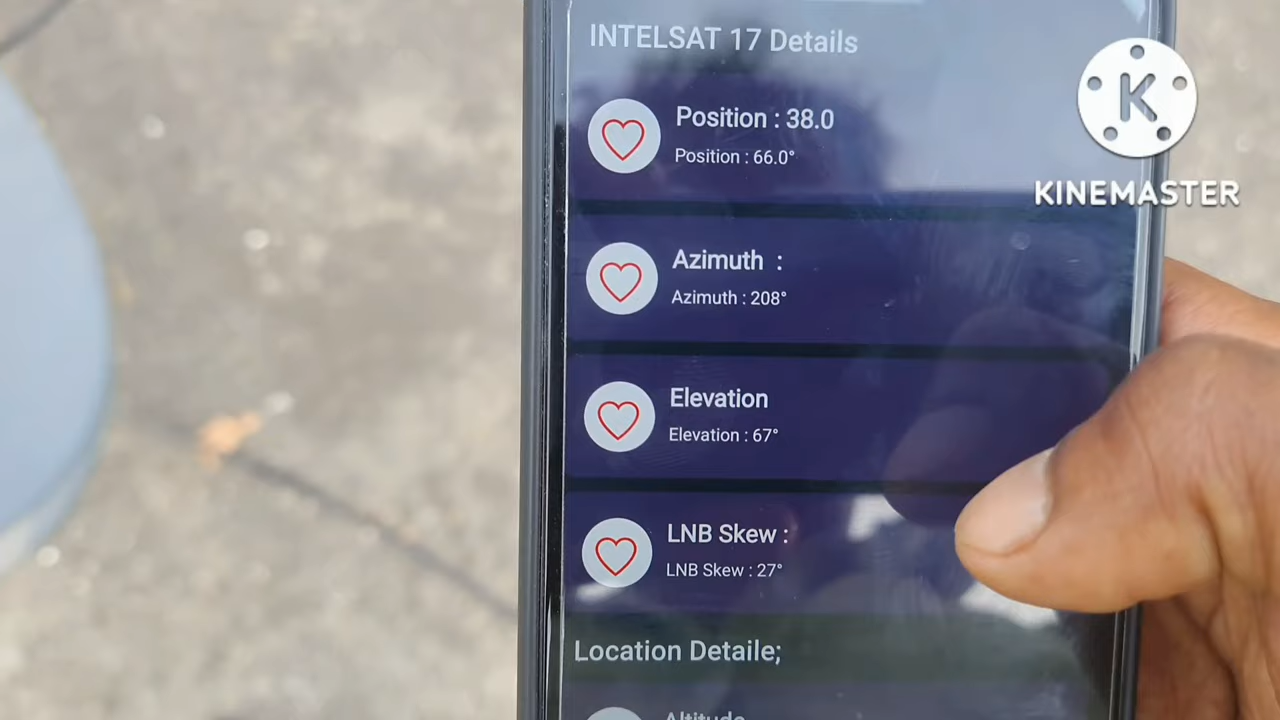 INTELSAT 17 Details
Position : 38.0
Position : 66.0°
Azimuth :
Azimuth : 208°
Elevation
Elevation : 67°
LNB Skew :
LNB Skew : 27°
Location Detaile;
Altitude
K
KINEMASTER